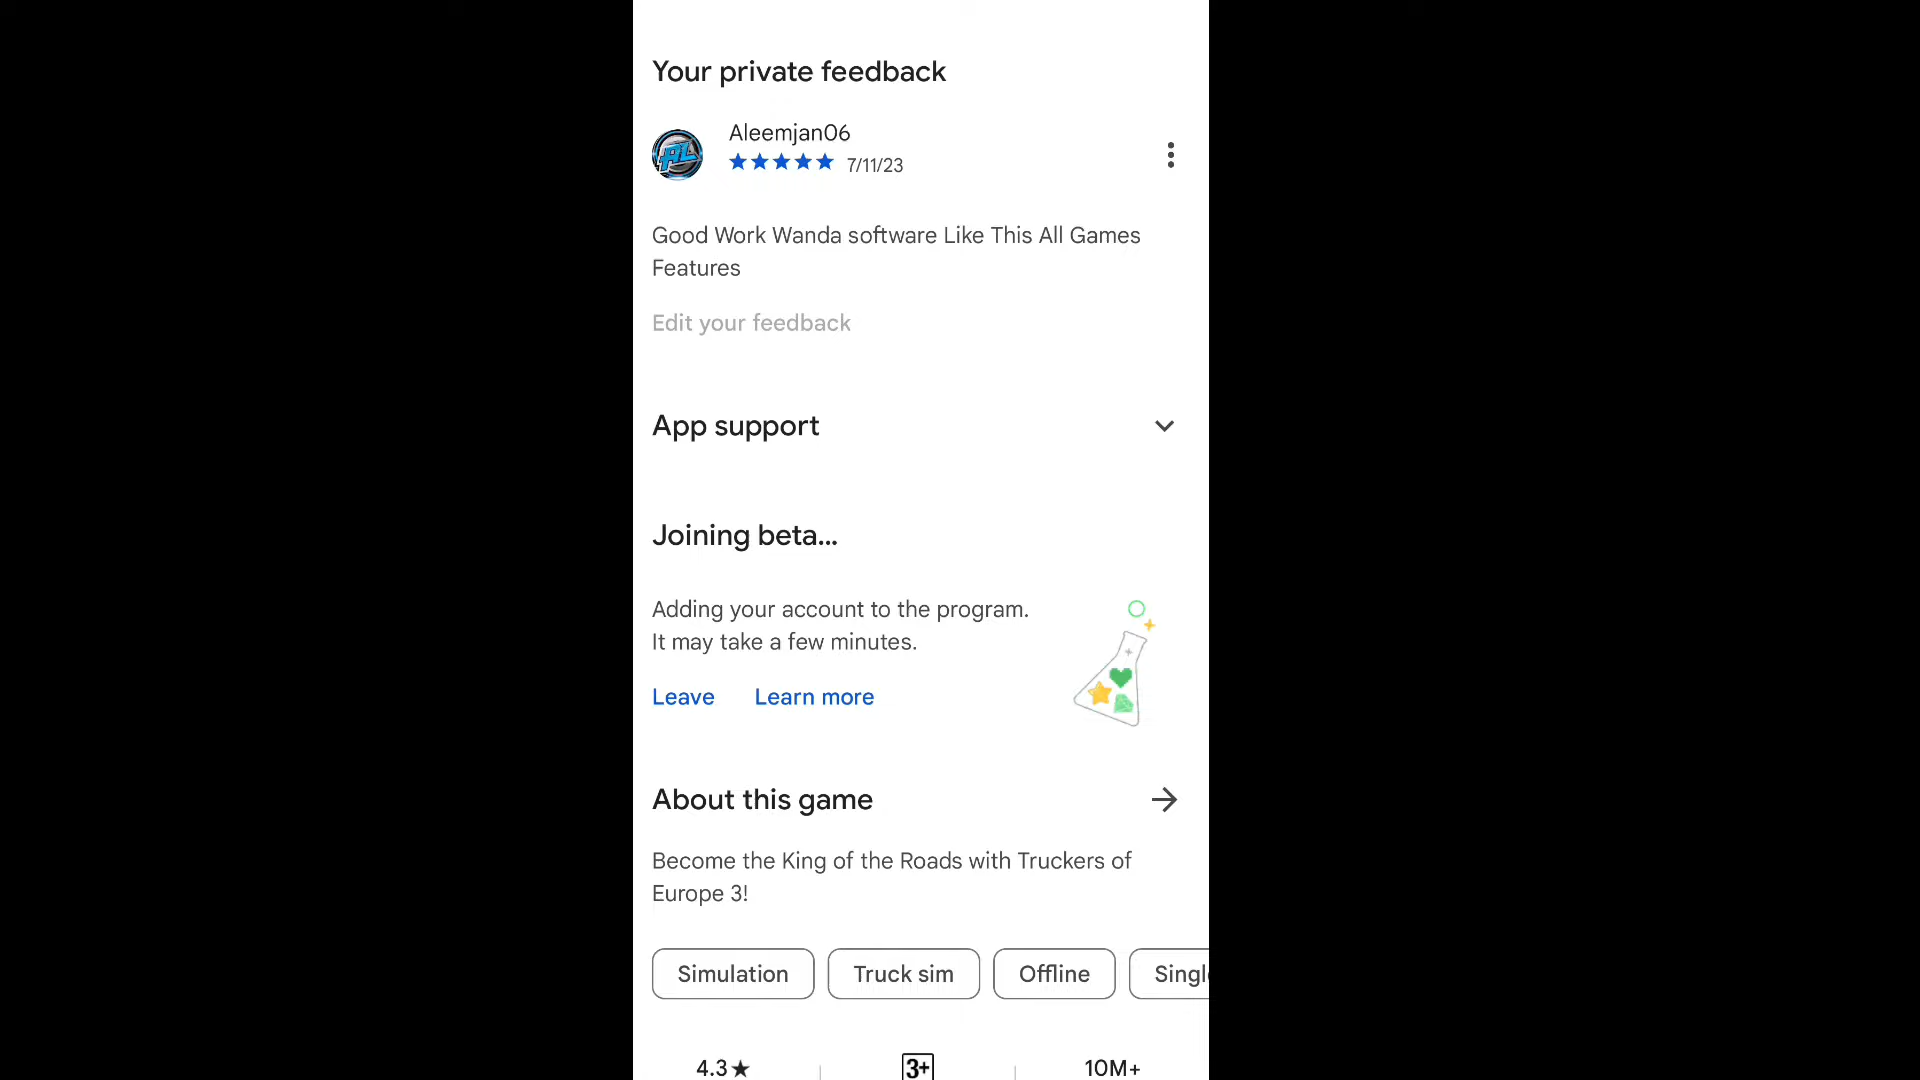 Your private feedback
Aleemjan06
★★★★★ 7/11/23
Good Work Wanda software Like This All Games
Features
Edit your feedback
App support
Joining beta...
Adding your account to the program.
It may take a few minutes.
Leave Learn more
About this game
Become the King of the Roads with Truckers of
Europe 3!
Simulation Truck sim Offline
4.3★ 3+ 10M+